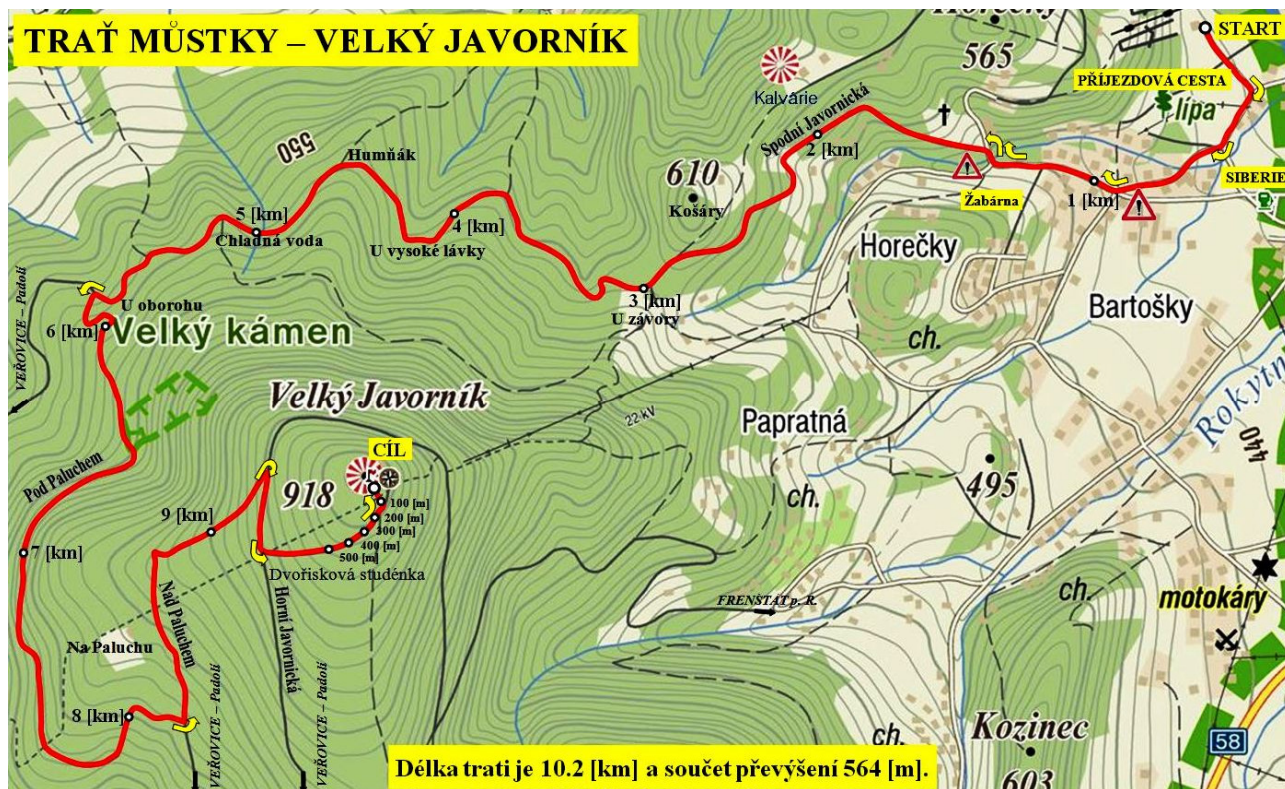 TRAŤ MŮSTKY – VELKÝ JAVORNÍK
Horečky
565
START
PŘÍJEZDOVÁ CESTA
lípa
Kalvárie
Spodní Javornická
2 [km]
Žabárna
1 [km]
SIBERIE
550
Humňák
610
Košáry
5 [km]
Chladná voda
4 [km]
U vysoké lávky
Horečky
Bartošky
3 [km]
U závory
U oborohu
6 [km]
Velký kámen
VEŘOVICE – Padolí
ch.
Rokytn
440
22 kV
Velký Javorník
Papratná
CÍL
918
ch.
495
Pod Paluchem
9 [km]
100 [m]
200 [m]
300 [m]
400 [m]
500 [m]
7 [km]
Dvořisková studénka
Nad Paluchem
Horní Javornická
FRENŠTÁT p. R.
ch.
motokáry
Na Paluchu
8 [km]
VEŘOVICE – Padolí
VEŘOVICE – Padolí
Kozinec
603
ch.
58
Délka trati je 10.2 [km] a součet převýšení 564 [m].